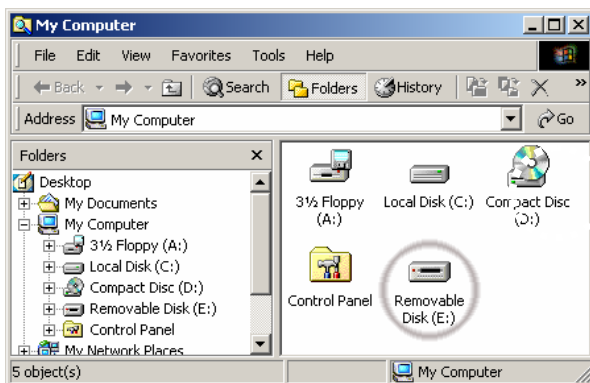 My Computer
File Edit View Favorites Tools Help
Back Search Folders History »
Address My Computer Go
Folders
Desktop
My Documents
My Computer
3½ Floppy (A:)
Local Disk (C:)
Compact Disc (D:)
Removable Disk (E:)
Control Panel
My Network Places
3½ Floppy
(A:)
Local Disk (C:)
Compact Disc
(D:)
Control Panel
Removable
Disk (E:)
5 object(s) My Computer